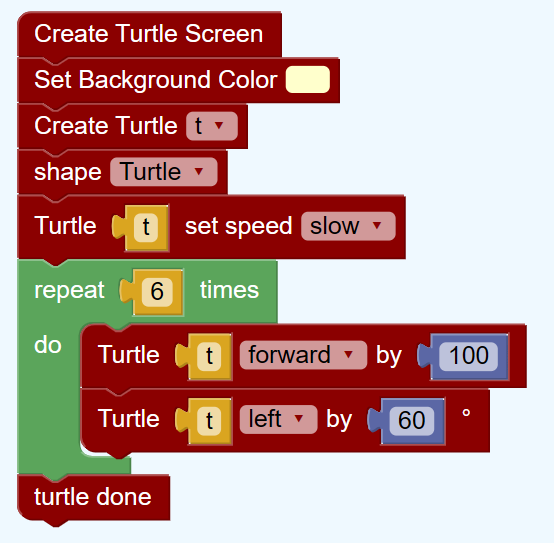 Create Turtle Screen
Set Background Color
Create Turtle t
shape Turtle
Turtle t set speed slow
repeat 6 times
do
Turtle t forward by 100
Turtle t left by 60 °
turtle done